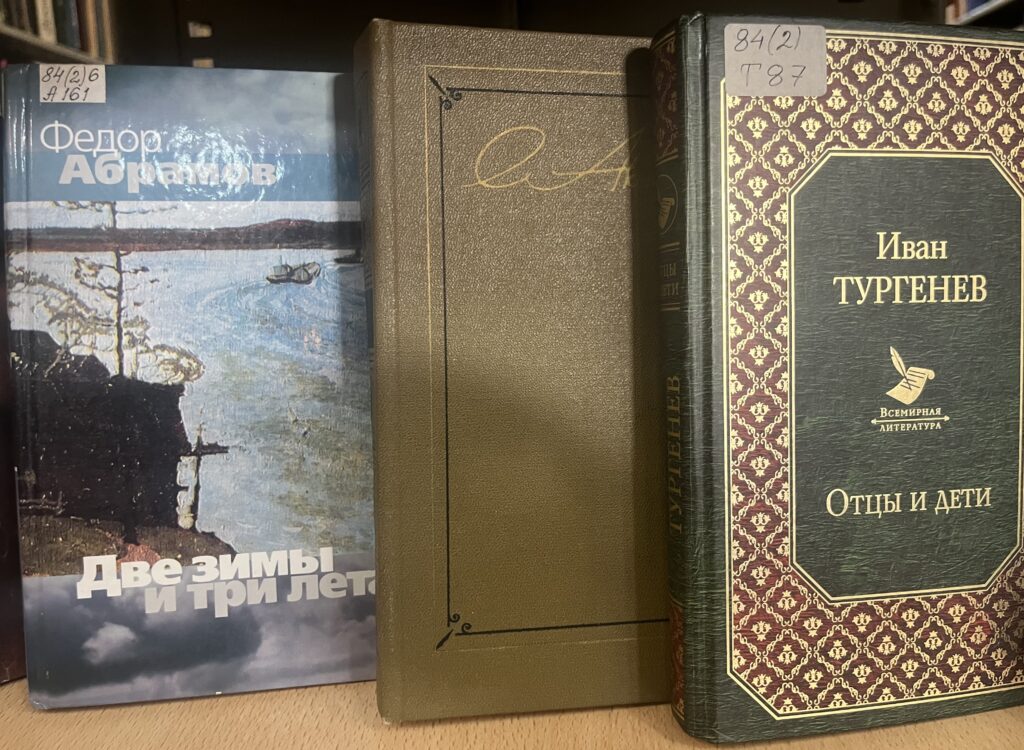 84(2)6
А161
Федор
Абрамов
Две зимы
и три лета
84(2)
Т87
ТУРГЕНЕВ
Иван
ТУРГЕНЕВ
Всемирная
литература
Отцы и дети